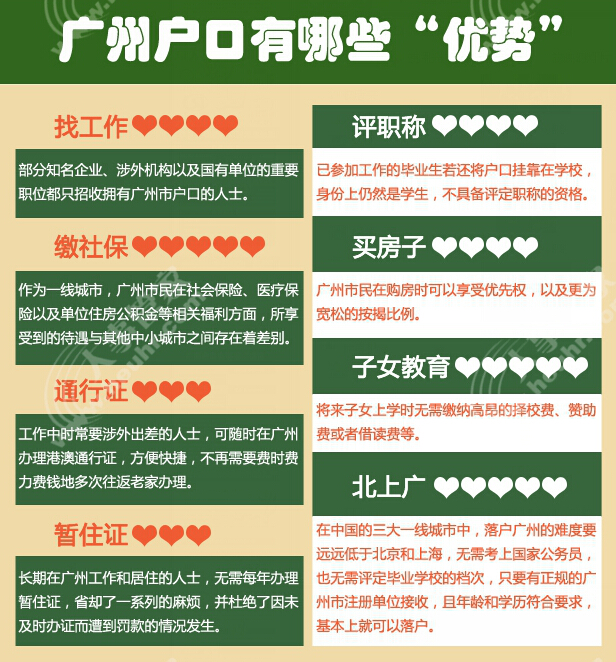 广州户口有哪些“优势”
找工作
部分知名企业、涉外机构以及国有单位的重要
职位都只招收拥有广州市户口的人士。
缴社保
作为一线城市，广州市民在社会保险、医疗保
险以及单位住房公积金等相关福利方面，所享
受到的待遇与其他中小城市之间存在着差别。
通行证
工作中时常要涉外出差的人士，可随时在广州
办理港澳通行证，方便快捷，不再需要费时费
力费钱地多次往返老家办理。
暂住证
长期在广州工作和居住的人士，无需每年办理
暂住证，省却了一系列的麻烦，并杜绝了因未
及时办证而遭到罚款的情况发生。
评职称
已参加工作的毕业生若还将户口挂靠在学校，
身份上仍然是学生，不具备评定职称的资格。
买房子
广州市民在购房时可以享受优先权，以及更为
宽松的按揭比例。
子女教育
将来子女上学时无需缴纳高昂的择校费、赞助
费或者借读费等。
北上广
在中国的三大一线城市中，落户广州的难度要
远远低于北京和上海，无需考上国家公务员，
也无需评定毕业学校的档次，只要有正规的广
州市注册单位接收，且年龄和学历符合要求，
基本上就可以落户。